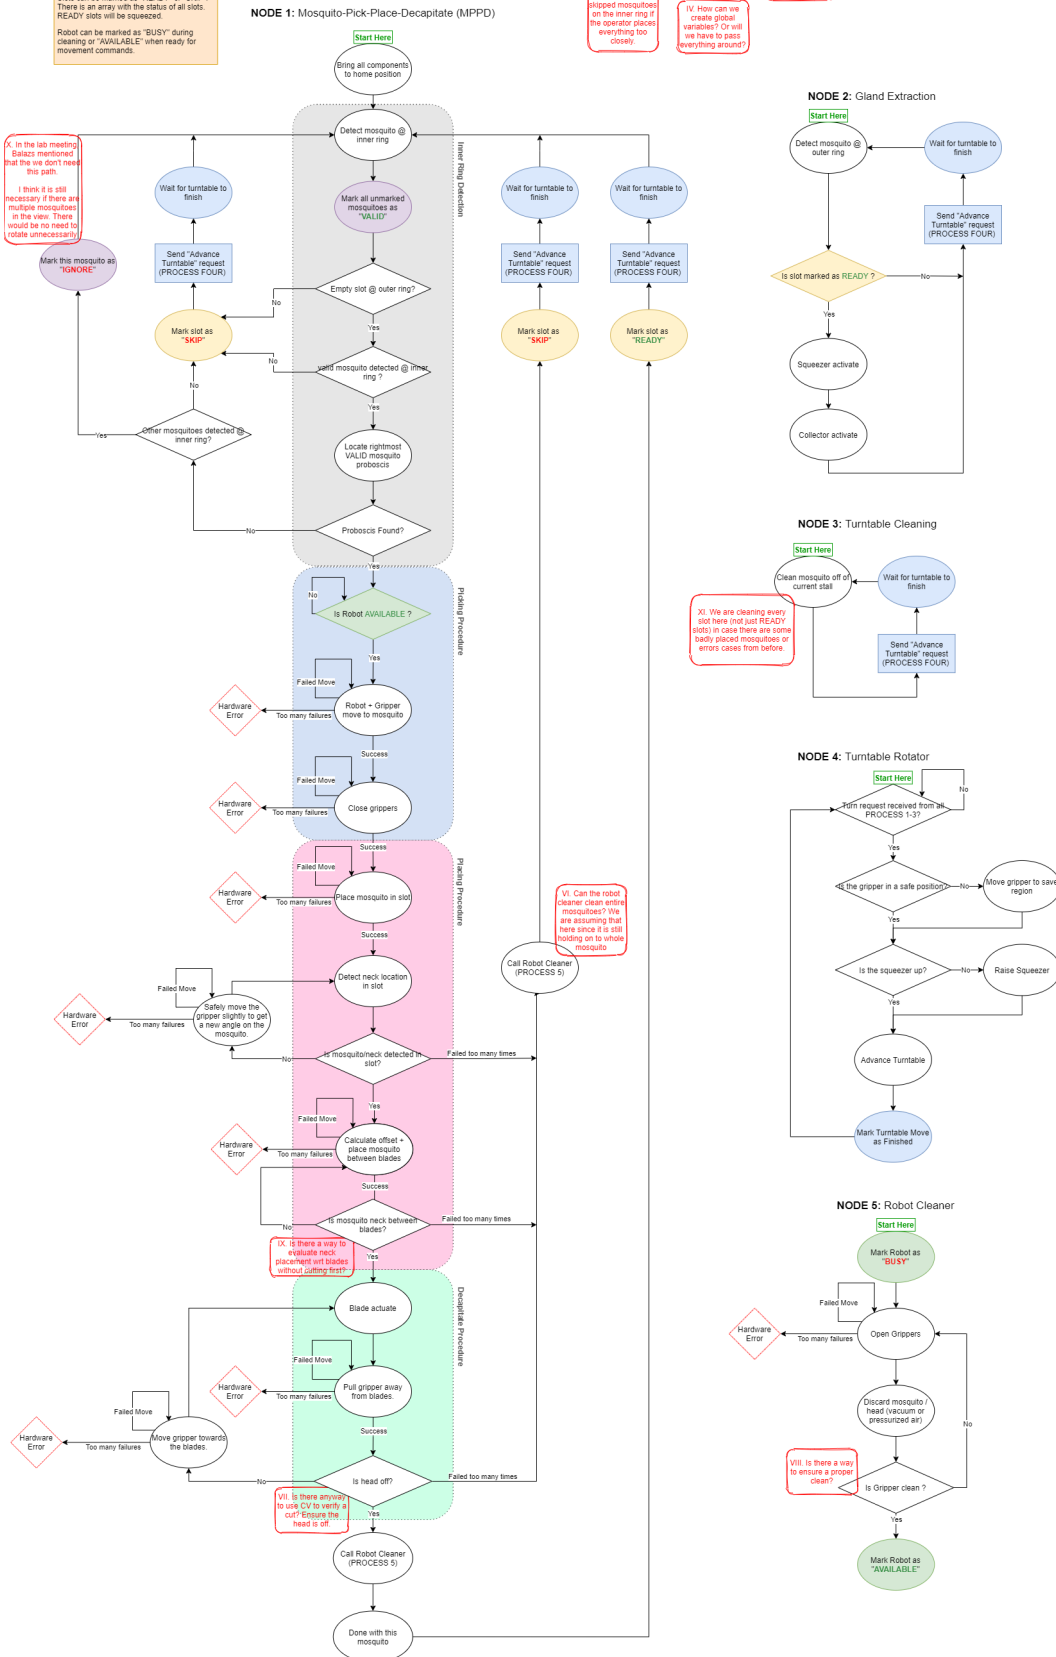 There is an array with the status of all slots.
READY slots will be squeezed.
Robot can be marked as "BUSY" during
cleaning or "AVAILABLE" when ready for
movement commands.
NODE 1: Mosquito-Pick-Place-Decapitate (MPPD)
skipped mosquitoes
on the inner ring if
the operator places
everything too
closely.
IV. How can we
create global
variables? Or will
we have to pass
everything around?
Start Here
Bring all components
to home position
Detect mosquito @
inner ring
Inner Ring Detection
X. In the lab meeting
Balazs mentioned
that the we don't need
this path.
I think it is still
necessary if there are
multiple mosquitoes
in the view. There
would be no need to
rotate unnecessarily
Wait for turntable to
finish
Mark all unmarked
mosquitoes as
"VALID"
Wait for turntable to
finish
Wait for turntable to
finish
Mark this mosquito as
"IGNORE"
Send "Advance
Turntable" request
(PROCESS FOUR)
Send "Advance
Turntable" request
(PROCESS FOUR)
Send "Advance
Turntable" request
(PROCESS FOUR)
Empty slot @ outer ring?
No
Yes
Mark slot as
"SKIP"
Mark slot as
"SKIP"
Mark slot as
"READY"
No
valid mosquito detected @ inner
ring ?
No
Yes
Other mosquitoes detected @
inner ring?
Yes
Locate rightmost
VALID mosquito
proboscis
Proboscis Found?
No
Yes
Picking Procedure
Is Robot AVAILABLE ?
No
Yes
Failed Move
Robot + Gripper
move to mosquito
Too many failures
Hardware
Error
Success
Failed Move
Close grippers
Too many failures
Hardware
Error
Success
Placing Procedure
Failed Move
Place mosquito in slot
Too many failures
Hardware
Error
Success
VI. Can the robot
cleaner clean entire
mosquitoes? We
are assuming that
here since it is still
holding on to whole
mosquito
Call Robot Cleaner
(PROCESS 5)
Detect neck location
in slot
Failed Move
Safely move the
gripper slightly to get
a new angle on the
mosquito.
Too many failures
Hardware
Error
Is mosquito/neck detected in
slot?
No
Failed too many times
Yes
Failed Move
Calculate offset +
place mosquito
between blades
Too many failures
Hardware
Error
Success
Is mosquito neck between
blades?
No
Failed too many times
Yes
IX. Is there a way to
evaluate neck
placement wrt blades
without cutting first?
Decapitate Procedure
Blade actuate
Failed Move
Pull gripper away
from blades.
Too many failures
Hardware
Error
Success
Failed Move
Move gripper towards
the blades.
Too many failures
Hardware
Error
Is head off?
No
Failed too many times
Yes
VII. Is there anyway
to use CV to verify a
cut? Ensure the
head is off.
Call Robot Cleaner
(PROCESS 5)
Done with this
mosquito
NODE 2: Gland Extraction
Start Here
Detect mosquito @
outer ring
Wait for turntable to
finish
Send "Advance
Turntable" request
(PROCESS FOUR)
Is slot marked as READY ?
No
Yes
Squeezer activate
Collector activate
NODE 3: Turntable Cleaning
Start Here
Clean mosquito off of
current stall
Wait for turntable to
finish
XI. We are cleaning every
slot here (not just READY
slots) in case there are some
badly placed mosquitoes or
errors cases from before.
Send "Advance
Turntable" request
(PROCESS FOUR)
NODE 4: Turntable Rotator
Start Here
Turn request received from all
PROCESS 1-3?
No
Yes
Is the gripper in a safe position?
No
Move gripper to save
region
Yes
Is the squeezer up?
No
Raise Squeezer
Yes
Advance Turntable
Mark Turntable Move
as Finished
NODE 5: Robot Cleaner
Start Here
Mark Robot as
"BUSY"
Failed Move
Open Grippers
Too many failures
Hardware
Error
Discard mosquito /
head (vacuum or
pressurized air)
No
VIII. Is there a way
to ensure a proper
clean?
Is Gripper clean ?
Yes
Mark Robot as
"AVAILABLE"